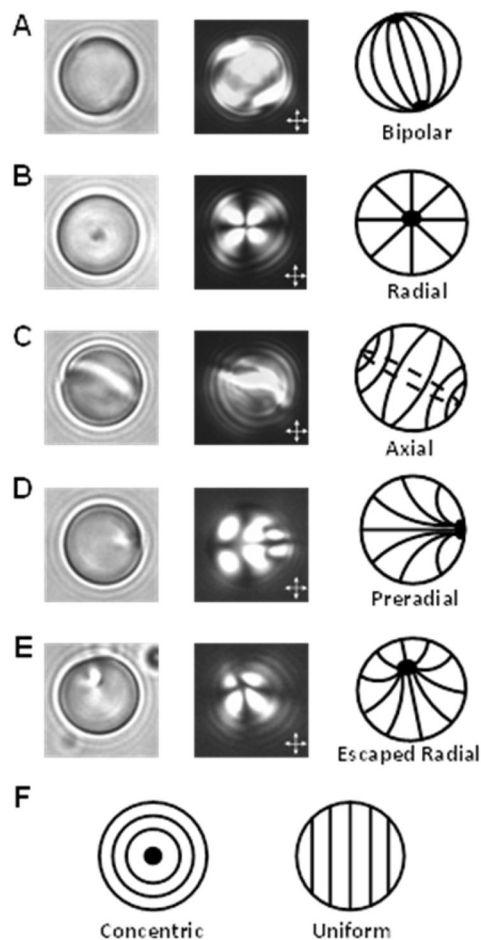 A
Bipolar
B
Radial
C
Axial
D
Preradial
E
Escaped Radial
F
Concentric Uniform